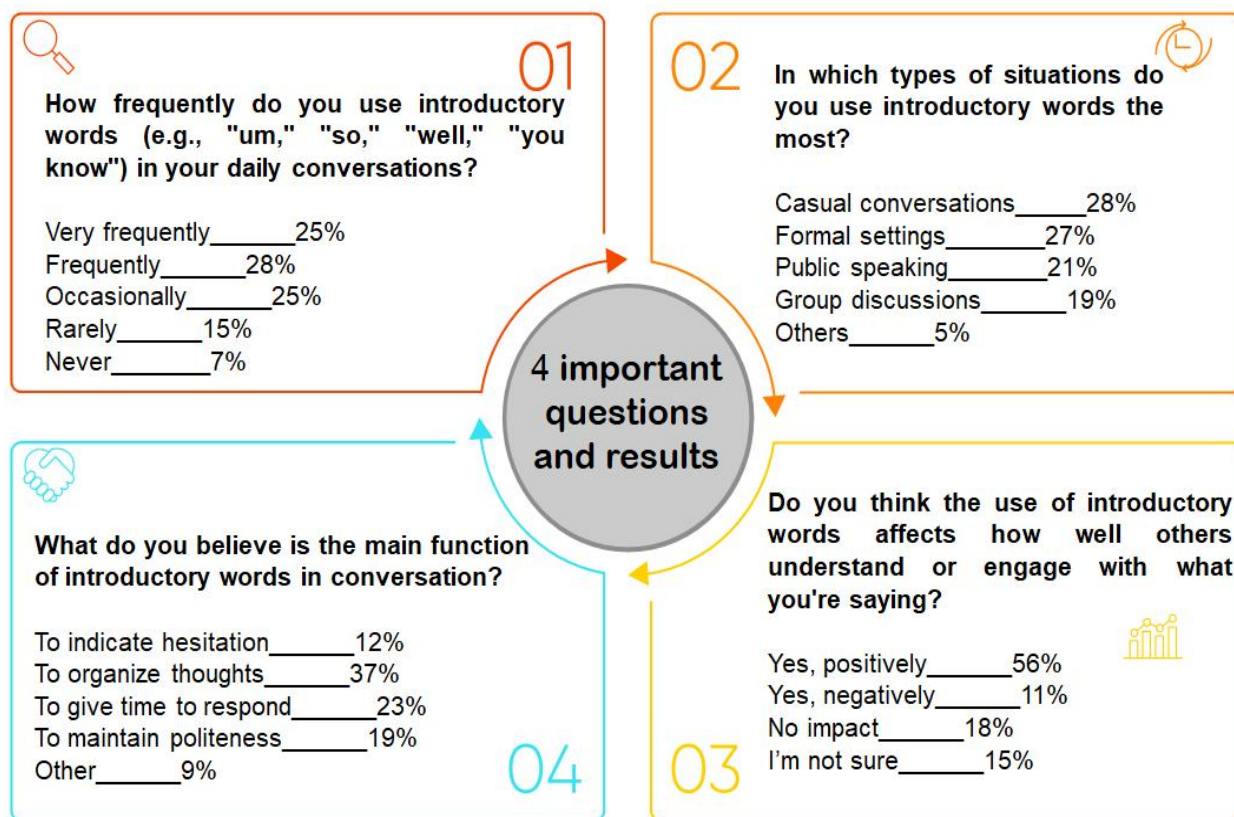 01
How frequently do you use introductory
words (e.g., "um," "so," "well," "you
know") in your daily conversations?
Very frequently______25%
Frequently______28%
Occasionally______25%
Rarely______15%
Never_______7%
02
In which types of situations do
you use introductory words the
most?
Casual conversations_____28%
Formal settings_______27%
Public speaking_______21%
Group discussions______19%
Others______5%
4 important
questions
and results
Do you think the use of introductory
words affects how well others
understand or engage with what
you're saying?
Yes, positively______56%
Yes, negatively______11%
No impact______18%
I'm not sure______15%
03
What do you believe is the main function
of introductory words in conversation?
To indicate hesitation______12%
To organize thoughts______37%
To give time to respond______23%
To maintain politeness______19%
Other______9%
04